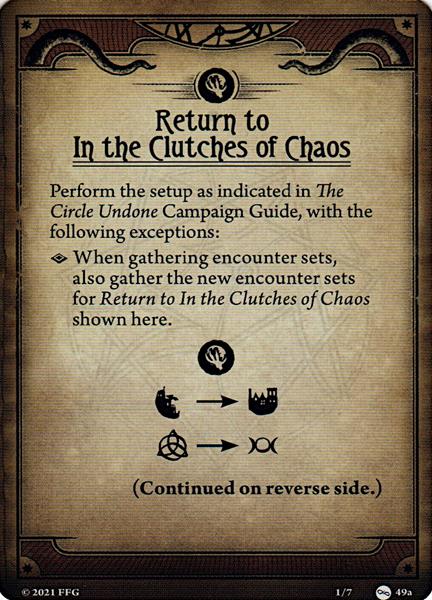 Return to
In the Clutches of Chaos
Perform the setup as indicated in The
Circle Undone Campaign Guide, with the
following exceptions:
When gathering encounter sets,
also gather the new encounter sets
for Return to In the Clutches of Chaos
shown here.
(Continued on reverse side.)
© 2021 FFG
1/7
49a